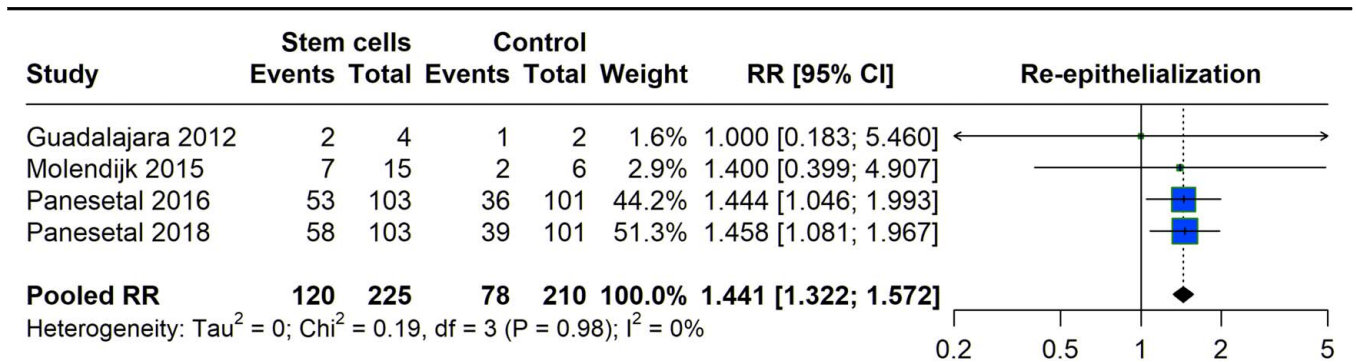 Stem cells Control
Study Events Total Events Total Weight RR [95% CI] Re-epithelialization
Guadalajara 2012 2 4 1 2 1.6% 1.000 [0.183; 5.460]
Molendijk 2015 7 15 2 6 2.9% 1.400 [0.399; 4.907]
Panesetal 2016 53 103 36 101 44.2% 1.444 [1.046; 1.993]
Panesetal 2018 58 103 39 101 51.3% 1.458 [1.081; 1.967]
Pooled RR 120 225 78 210 100.0% 1.441 [1.322; 1.572]
Heterogeneity: Tau² = 0; Chi² = 0.19, df = 3 (P = 0.98); I² = 0%
0.2 0.5 1 2 5